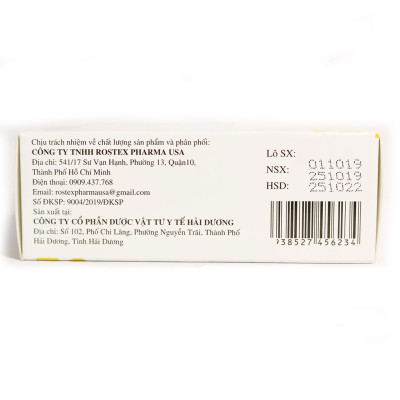 Chịu trách nhiệm về chất lượng sản phẩm và phân phối:
CÔNG TY TNHH ROSTEX PHARMA USA
Địa chỉ: 541/17 Sư Vạn Hạnh, Phường 13, Quận10,
Thành Phố Hồ Chí Minh
Điện thoại: 0909.437.768
Email: rostexpharmausa@gmail.com
Số ĐKSP: 9004/2019/ĐKSP
Sản xuất tại:
CÔNG TY CỔ PHẦN DƯỢC VẬT TƯ Y TẾ HẢI DƯƠNG
Địa chỉ: Số 102, Phố Chi Lăng, Phường Nguyễn Trãi, Thành Phố
Hải Dương, Tỉnh Hải Dương
Lô SX: 011019
NSX: 251019
HSD: 251022
938527 456234